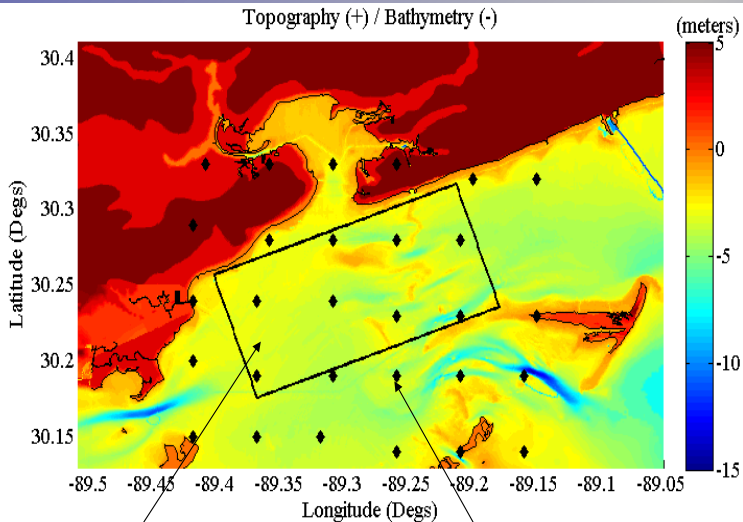 Topography (+) / Bathymetry (-)
(meters)
5
0
-5
-10
-15
30.4
30.35
30.3
30.25
30.2
30.15
Latitude (Degs)
L
-89.5 -89.45 -89.4 -89.35 -89.3 -89.25 -89.2 -89.15 -89.1 -89.05
Longitude (Degs)